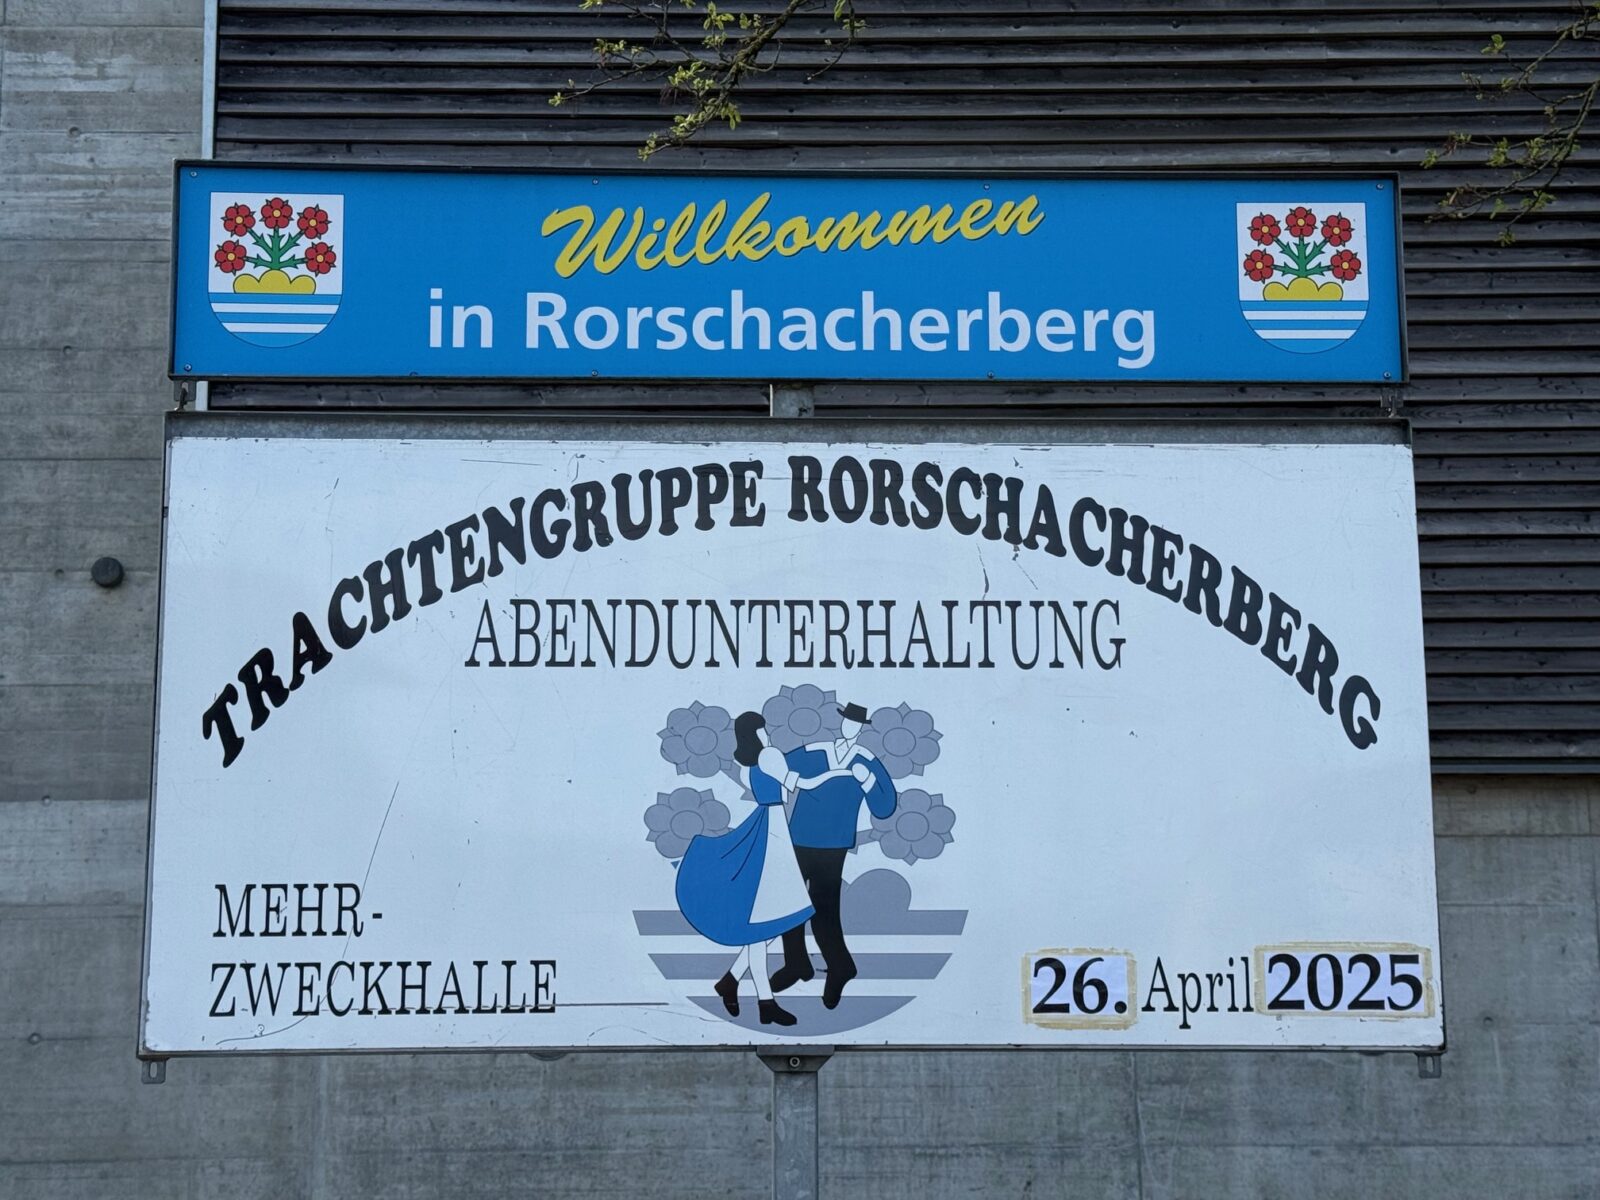 Willkommen
in Rorschacherberg
TRACHTENGRUPPE RORSCHACHERBERG
ABENDUNTERHALTUNG
MEHR-
ZWECKHALLE
26. April 2025